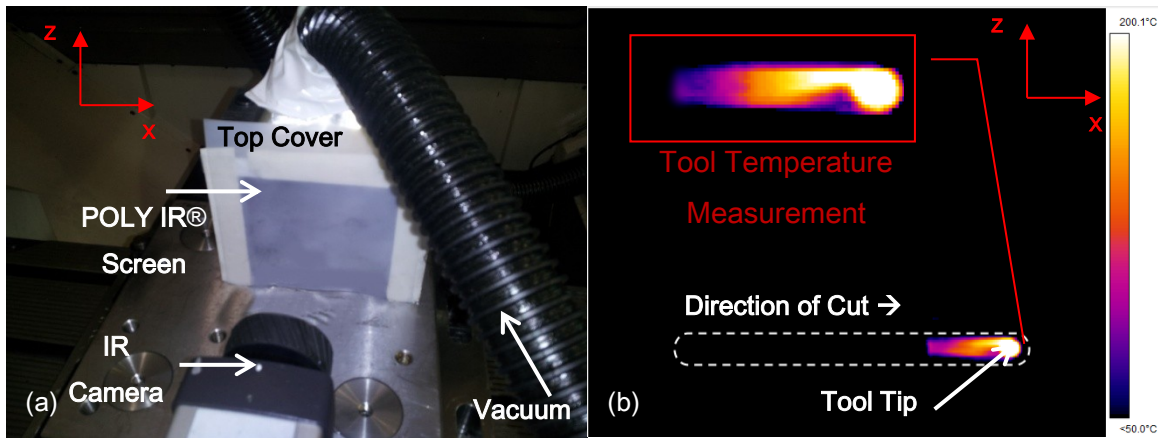 z
x
Top Cover
POLY IR®
Screen
IR
Camera
Vacuum
(a)
200.1°C
z
x
Tool Temperature
Measurement
Direction of Cut →
Tool Tip
(b)
<50.0°C